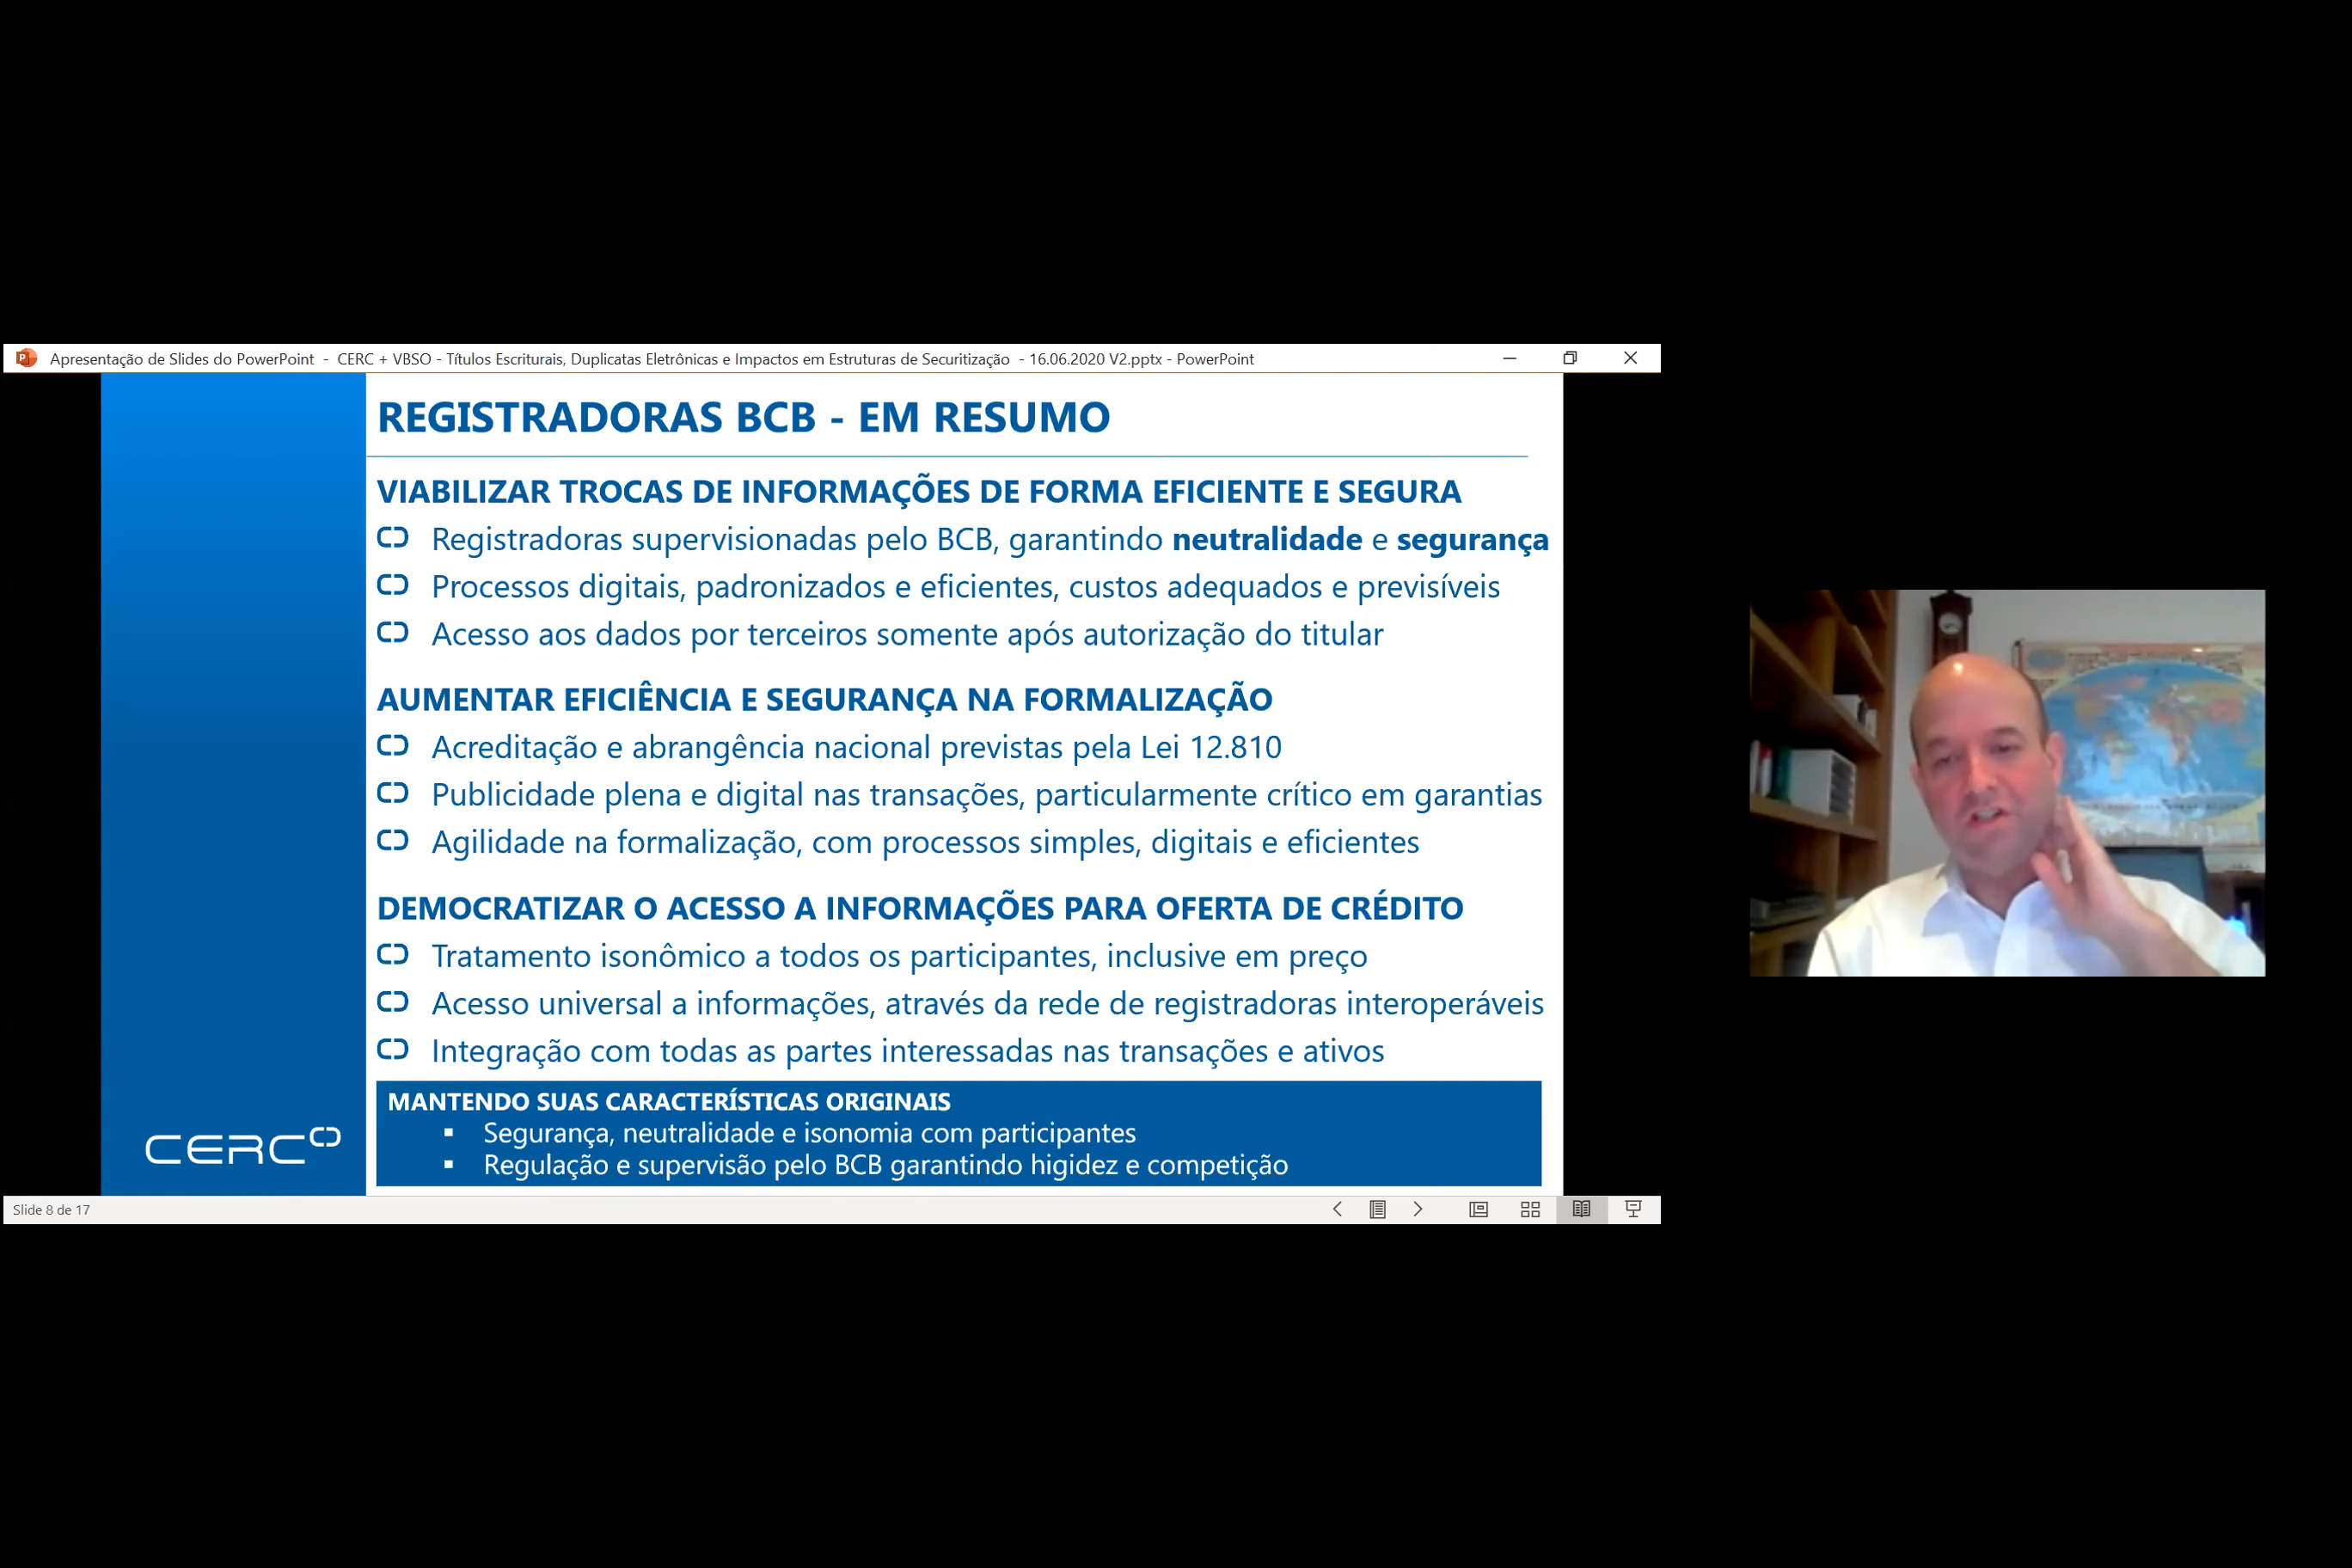 Apresentação de Slides do PowerPoint - CERC + VBSO - Títulos Escriturais, Duplicatas Eletrônicas e Impactos em Estruturas de Securitização - 16.06.2020 V2.pptx - PowerPoint
REGISTRADORAS BCB - EM RESUMO
VIABILIZAR TROCAS DE INFORMAÇÕES DE FORMA EFICIENTE E SEGURA
Registradoras supervisionadas pelo BCB, garantindo neutralidade e segurança
Processos digitais, padronizados e eficientes, custos adequados e previsíveis
Acesso aos dados por terceiros somente após autorização do titular
AUMENTAR EFICIÊNCIA E SEGURANÇA NA FORMALIZAÇÃO
Acreditação e abrangência nacional previstas pela Lei 12.810
Publicidade plena e digital nas transações, particularmente crítico em garantias
Agilidade na formalização, com processos simples, digitais e eficientes
DEMOCRATIZAR O ACESSO A INFORMAÇÕES PARA OFERTA DE CRÉDITO
Tratamento isonômico a todos os participantes, inclusive em preço
Acesso universal a informações, através da rede de registradoras interoperáveis
Integração com todas as partes interessadas nas transações e ativos
MANTENDO SUAS CARACTERÍSTICAS ORIGINAIS
▪ Segurança, neutralidade e isonomia com participantes
▪ Regulação e supervisão pelo BCB garantindo higidez e competição
CERC
Slide 8 de 17